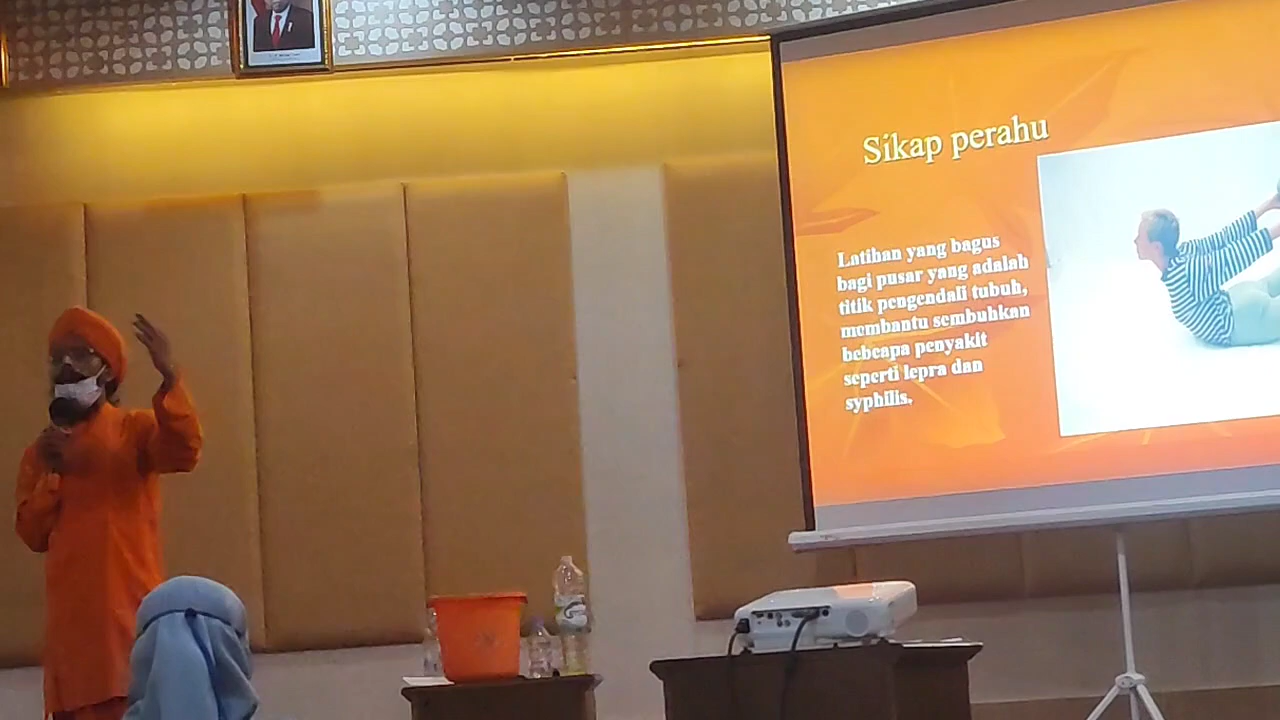 Sikap perahu
Latihan yang bagus
bagi pusar yang adalah
titik pengendali tubuh,
membantu sembuhkan
bebeapa penyakit
seperti lepra dan
syphilis.